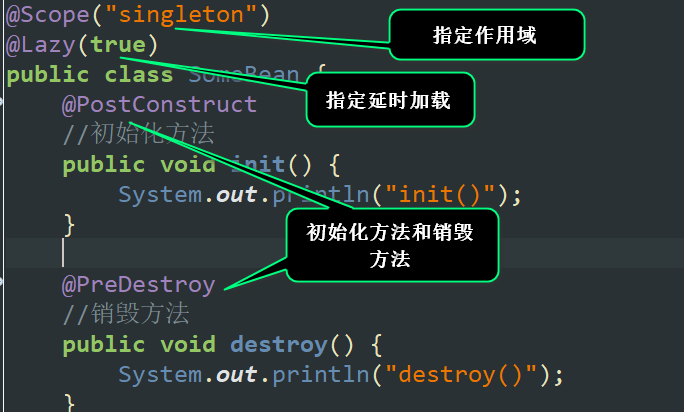 @Scope("singleton")
指定作用域
@Lazy(true)
public class SomeBean {
指定延时加载
@PostConstruct
//初始化方法
public void init() {
System.out.println("init()");
}
初始化方法和销毁
方法
@PreDestroy
//销毁方法
public void destroy() {
System.out.println("destroy()");
}